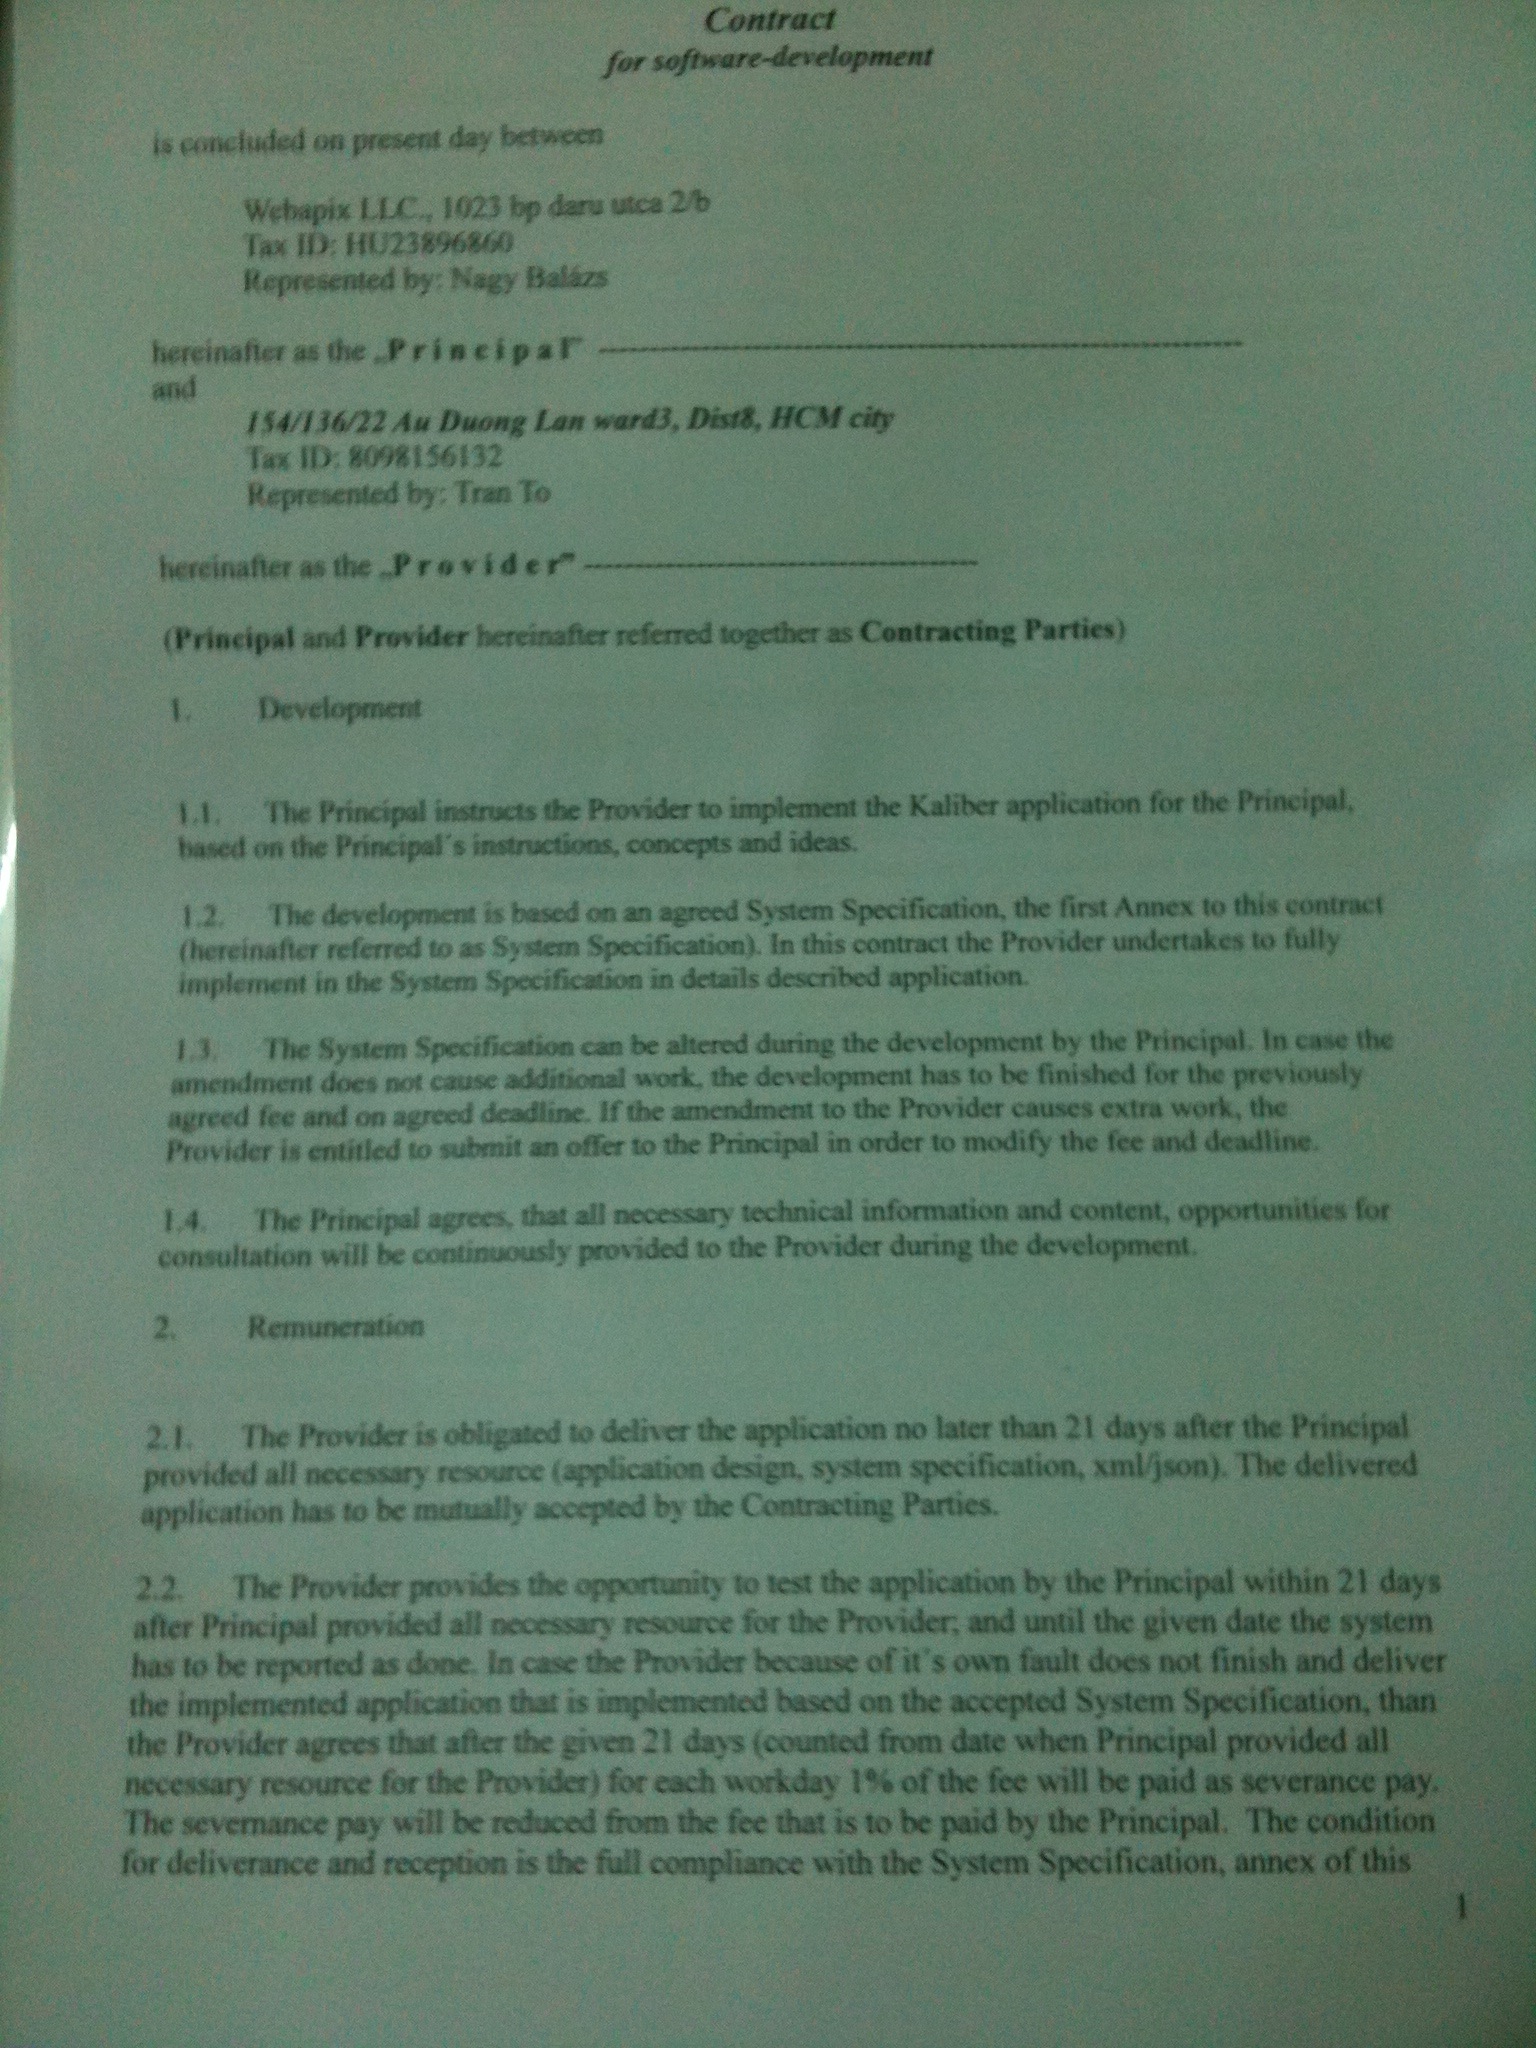 Contract
for software-development
is concluded on present day between
Webapix LLC., 1023 bp daru utca 2/b
Tax ID: HU23896860
Represented by: Nagy Balázs
hereinafter as the „Principal” ----------------------------------------
and
154/136/22 Au Duong Lan ward3, Dist8, HCM city
Tax ID: 8098156132
Represented by: Tran To
hereinafter as the „Provider” ----------------------------------------
(Principal and Provider hereinafter referred together as Contracting Parties)
1. Development
1.1. The Principal instructs the Provider to implement the Kaliber application for the Principal,
based on the Principal´s instructions, concepts and ideas.
1.2. The development is based on an agreed System Specification, the first Annex to this contract
(hereinafter referred to as System Specification). In this contract the Provider undertakes to fully
implement in the System Specification in details described application.
1.3. The System Specification can be altered during the development by the Principal. In case the
amendment does not cause additional work, the development has to be finished for the previously
agreed fee and on agreed deadline. If the amendment to the Provider causes extra work, the
Provider is entitled to submit an offer to the Principal in order to modify the fee and deadline.
1.4. The Principal agrees, that all necessary technical information and content, opportunities for
consultation will be continuously provided to the Provider during the development.
2. Remuneration
2.1. The Provider is obligated to deliver the application no later than 21 days after the Principal
provided all necessary resource (application design, system specification, xml/json). The delivered
application has to be mutually accepted by the Contracting Parties.
2.2. The Provider provides the opportunity to test the application by the Principal within 21 days
after Principal provided all necessary resource for the Provider; and until the given date the system
has to be reported as done. In case the Provider because of it´s own fault does not finish and deliver
the implemented application that is implemented based on the accepted System Specification, than
the Provider agrees that after the given 21 days (counted from date when Principal provided all
necessary resource for the Provider) for each workday 1% of the fee will be paid as severance pay.
The severnance pay will be reduced from the fee that is to be paid by the Principal. The condition
for deliverance and reception is the full compliance with the System Specification, annex of this
1